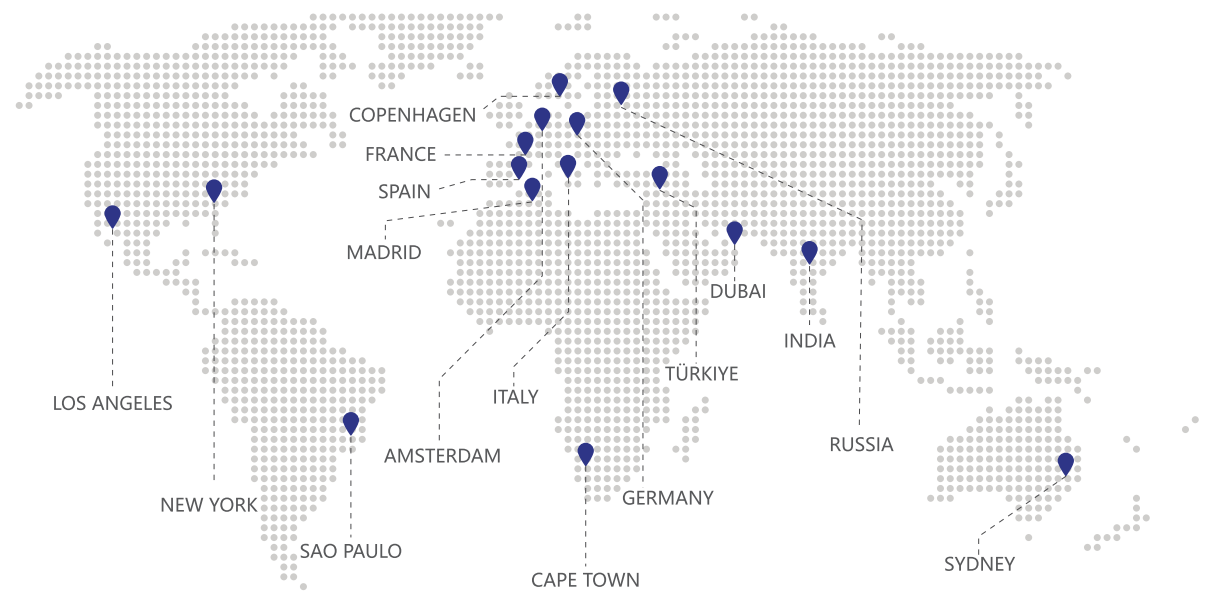 COPENHAGEN
FRANCE
SPAIN
MADRID
DUBAI
INDIA
TÜRKIYE
ITALY
LOS ANGELES
RUSSIA
AMSTERDAM
GERMANY
NEW YORK
SAO PAULO
SYDNEY
CAPE TOWN